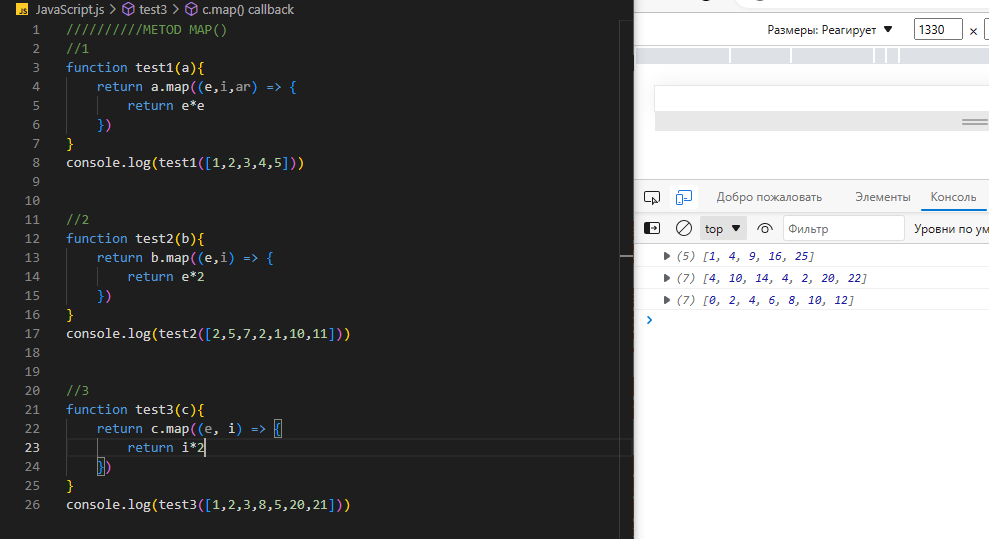 JS JavaScript.js > test3 > c.map() callback
1 //////////METOD MAP()
2 //1
3 function test1(a){
4     return a.map((e,i,ar) => {
5         return e*e
6     })
7 }
8 console.log(test1([1,2,3,4,5]))
9
10
11 //2
12 function test2(b){
13     return b.map((e,i) => {
14         return e*2
15     })
16 }
17 console.log(test2([2,5,7,2,1,10,11]))
18
19
20 //3
21 function test3(c){
22     return c.map((e, i) => {
23         return i*2
24     })
25 }
26 console.log(test3([1,2,3,8,5,20,21]))
Размеры: Реагирует ▼ 1330 ×
Добро пожаловать Элементы Консоль
top ▼ Фильтр Уровни по ум
(5) [1, 4, 9, 16, 25]
(7) [4, 10, 14, 4, 2, 20, 22]
(7) [0, 2, 4, 6, 8, 10, 12]